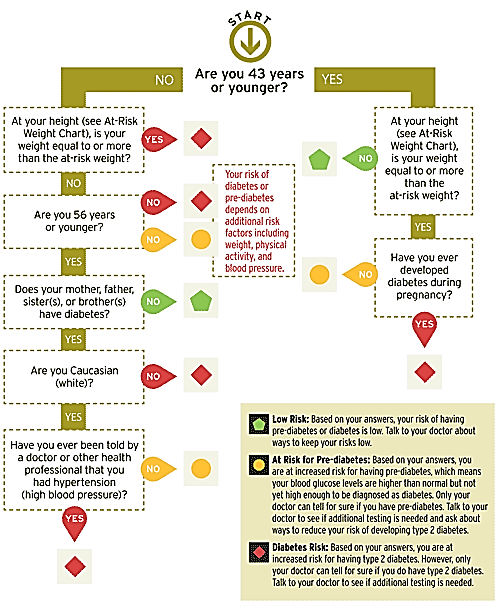 START
Are you 43 years
or younger?
NO
YES
At your height (see At-Risk
Weight Chart), is your
weight equal to or more
than the at-risk weight?
YES
NO
Are you 56 years
or younger?
NO
NO
YES
Your risk of
diabetes or
pre-diabetes
depends on
additional risk
factors including
weight, physical
activity, and
blood pressure.
Does your mother, father,
sister(s), or brother(s)
have diabetes?
NO
YES
Are you Caucasian
(white)?
NO
YES
Have you ever been told by
a doctor or other health
professional that you
had hypertension
(high blood pressure)?
NO
YES
At your height
(see At-Risk
Weight Chart),
is your weight
equal to or more
than the
at-risk weight?
NO
YES
Have you ever
developed
diabetes during
pregnancy?
NO
YES
Low Risk: Based on your answers, your risk of having
pre-diabetes or diabetes is low. Talk to your doctor about
ways to keep your risks low.
At Risk for Pre-diabetes: Based on your answers, you
are at increased risk for having pre-diabetes, which means
your blood glucose levels are higher than normal but not
yet high enough to be diagnosed as diabetes. Only your
doctor can tell for sure if you have pre-diabetes. Talk to your
doctor to see if additional testing is needed and ask about
ways to reduce your risk of developing type 2 diabetes.
Diabetes Risk: Based on your answers, you are at
increased risk for having type 2 diabetes. However, only
your doctor can tell for sure if you do have type 2 diabetes.
Talk to your doctor to see if additional testing is needed.